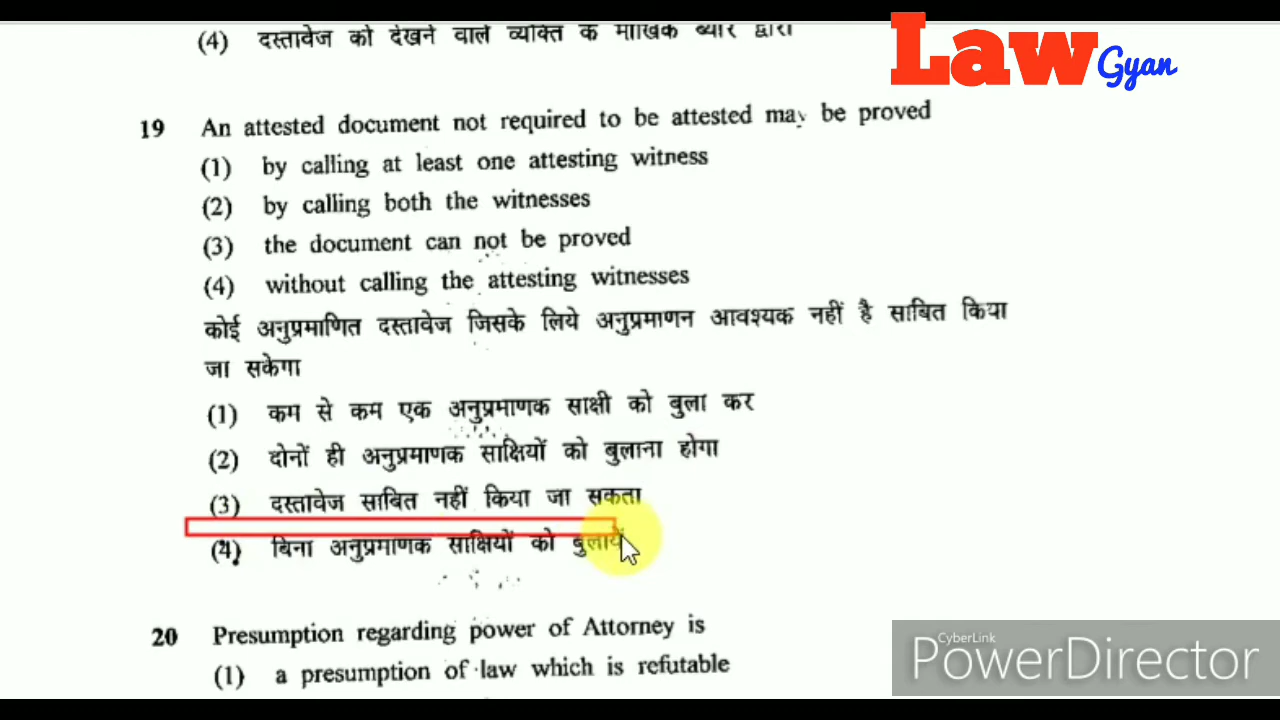 (4) दस्तावेज को देखने वाले व्यक्ति के मौखिक ब्यौरे द्वारा
Law Gyan
19 An attested document not required to be attested may be proved
(1) by calling at least one attesting witness
(2) by calling both the witnesses
(3) the document can not be proved
(4) without calling the attesting witnesses
कोई अनुप्रमाणित दस्तावेज जिसके लिये अनुप्रमाणन आवश्यक नहीं है साबित किया
जा सकेगा
(1) कम से कम एक अनुप्रमाणक साक्षी को बुला कर
(2) दोनों ही अनुप्रमाणक साक्षियों को बुलाना होगा
(3) दस्तावेज साबित नहीं किया जा सकता
(4) बिना अनुप्रमाणक साक्षियों को बुलायें
20 Presumption regarding power of Attorney is
(1) a presumption of law which is refutable
CyberLink
PowerDirector